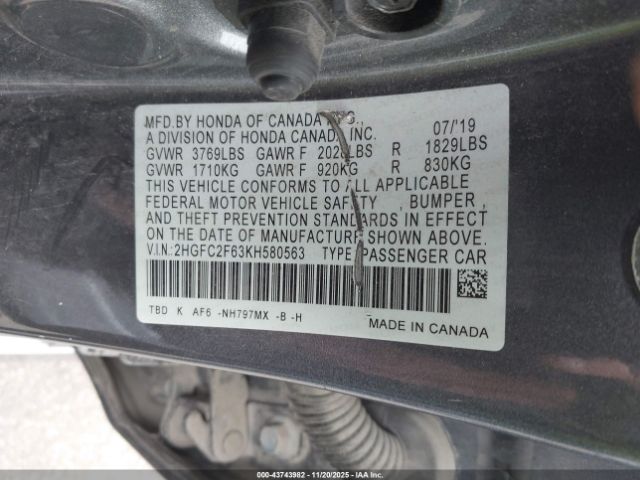 MFD. BY HONDA OF CANADA MFG.,
A DIVISION OF HONDA CANADA, INC. 07/'19
GVWR 3769LBS GAWR F 2028LBS R 1829LBS
GVWR 1710KG GAWR F 920KG R 830KG
THIS VEHICLE CONFORMS TO ALL APPLICABLE
FEDERAL MOTOR VEHICLE SAFETY , BUMPER ,
AND THEFT PREVENTION STANDARDS IN EFFECT
ON THE DATE OF MANUFACTURE SHOWN ABOVE.
V.I.N.: 2HGFC2F63KH580563 TYPE: PASSENGER CAR
TBD K AF6 -NH797MX -B -H
MADE IN CANADA
000-43743982 - 11/20/2025 - IAA Inc.